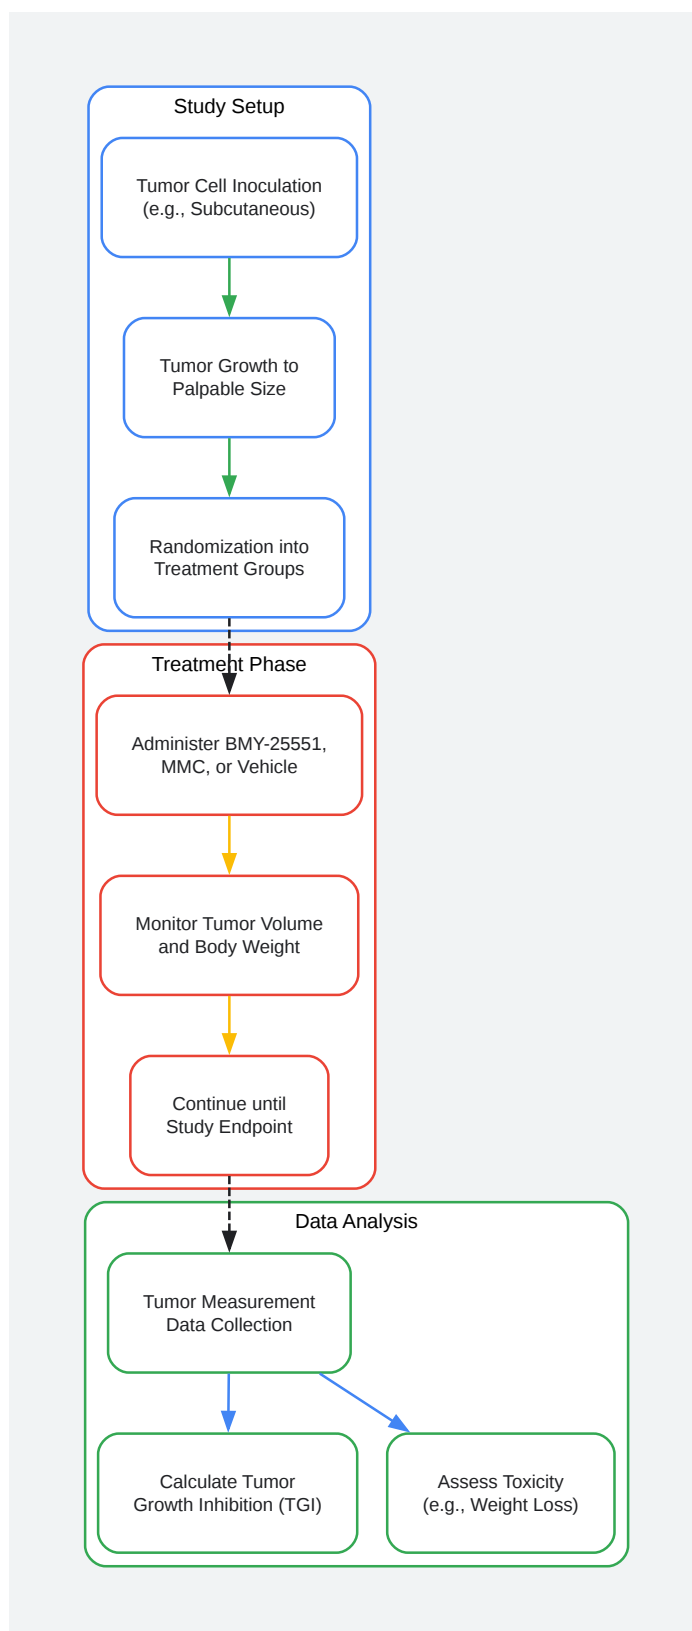 Study Setup
Tumor Cell Inoculation
(e.g., Subcutaneous)
Tumor Growth to
Palpable Size
Randomization into
Treatment Groups
Treatment Phase
Administer BMY-25551,
MMC, or Vehicle
Monitor Tumor Volume
and Body Weight
Continue until
Study Endpoint
Data Analysis
Tumor Measurement
Data Collection
Calculate Tumor
Growth Inhibition (TGI)
Assess Toxicity
(e.g., Weight Loss)